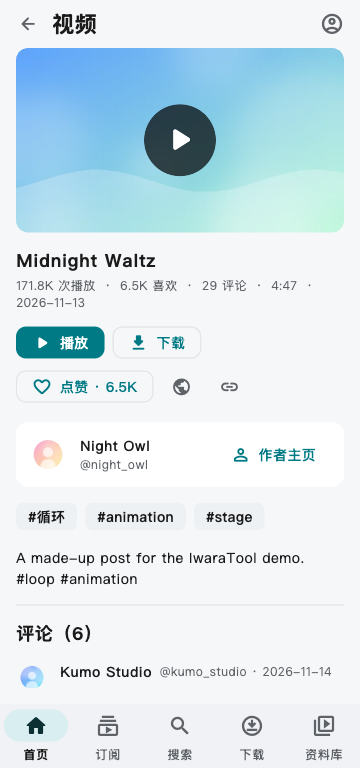 视频
Midnight Waltz
171.8K 次播放 · 6.5K 喜欢 · 29 评论 · 4:47 ·
2026-11-13
播放 下载
点赞 · 6.5K
Night Owl
@night_owl
作者主页
#循环 #animation #stage
A made-up post for the IwaraTool demo.
#loop #animation
评论（6）
Kumo Studio @kumo_studio · 2026-11-14
首页 订阅 搜索 下载 资料库